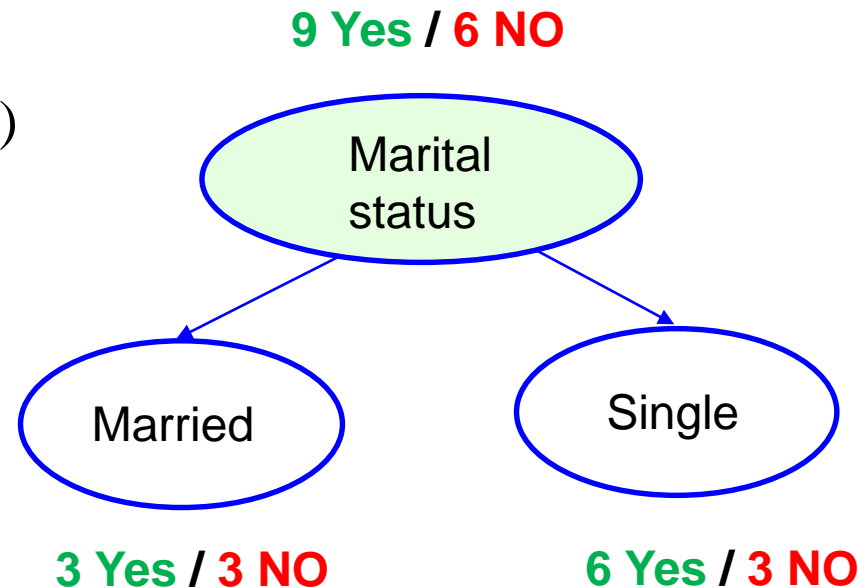 9 Yes / 6 NO
)
Marital
status
Married
Single
3 Yes / 3 NO
6 Yes / 3 NO